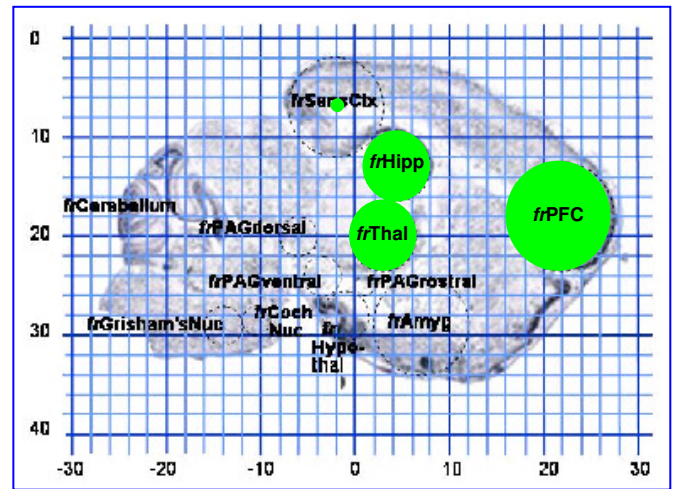 0
frSensCtx
10
frHipp
frCerebellum
frPFC
frPAGdorsal
frThal
20
frPAGventral
frPAGrostral
frCoch
Nuc
frGrisham'sNuc
frAmyg
30
fr
Hypo-
thal
40
-30 -20 -10 0 10 20 30